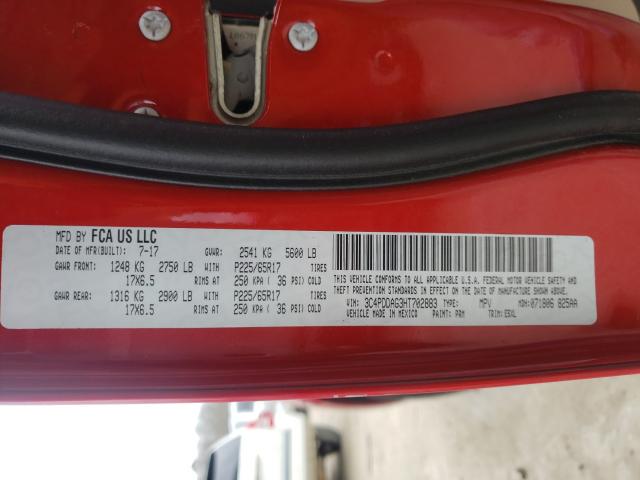 MFD BY FCA US LLC
DATE OF MFR(BUILT): 7-17 GVWR: 2541 KG 5600 LB
GAWR FRONT: 1248 KG 2750 LB WITH P225/65R17 TIRES
17X6.5 RIMS AT 250 KPA ( 36 PSI) COLD
GAWR REAR: 1316 KG 2900 LB WITH P225/65R17 TIRES
17X6.5 RIMS AT 250 KPA ( 36 PSI) COLD
THIS VEHICLE CONFORMS TO ALL APPLICABLE U.S.A. FEDERAL MOTOR VEHICLE SAFETY AND
THEFT PREVENTION STANDARDS IN EFFECT ON THE DATE OF MANUFACTURE SHOWN ABOVE.
VIN: 3C4PDDAG3HT702883 TYPE: MPV MDH: 071806 825AA
VEHICLE MADE IN MEXICO PAINT: PRM TRIM: E5XL